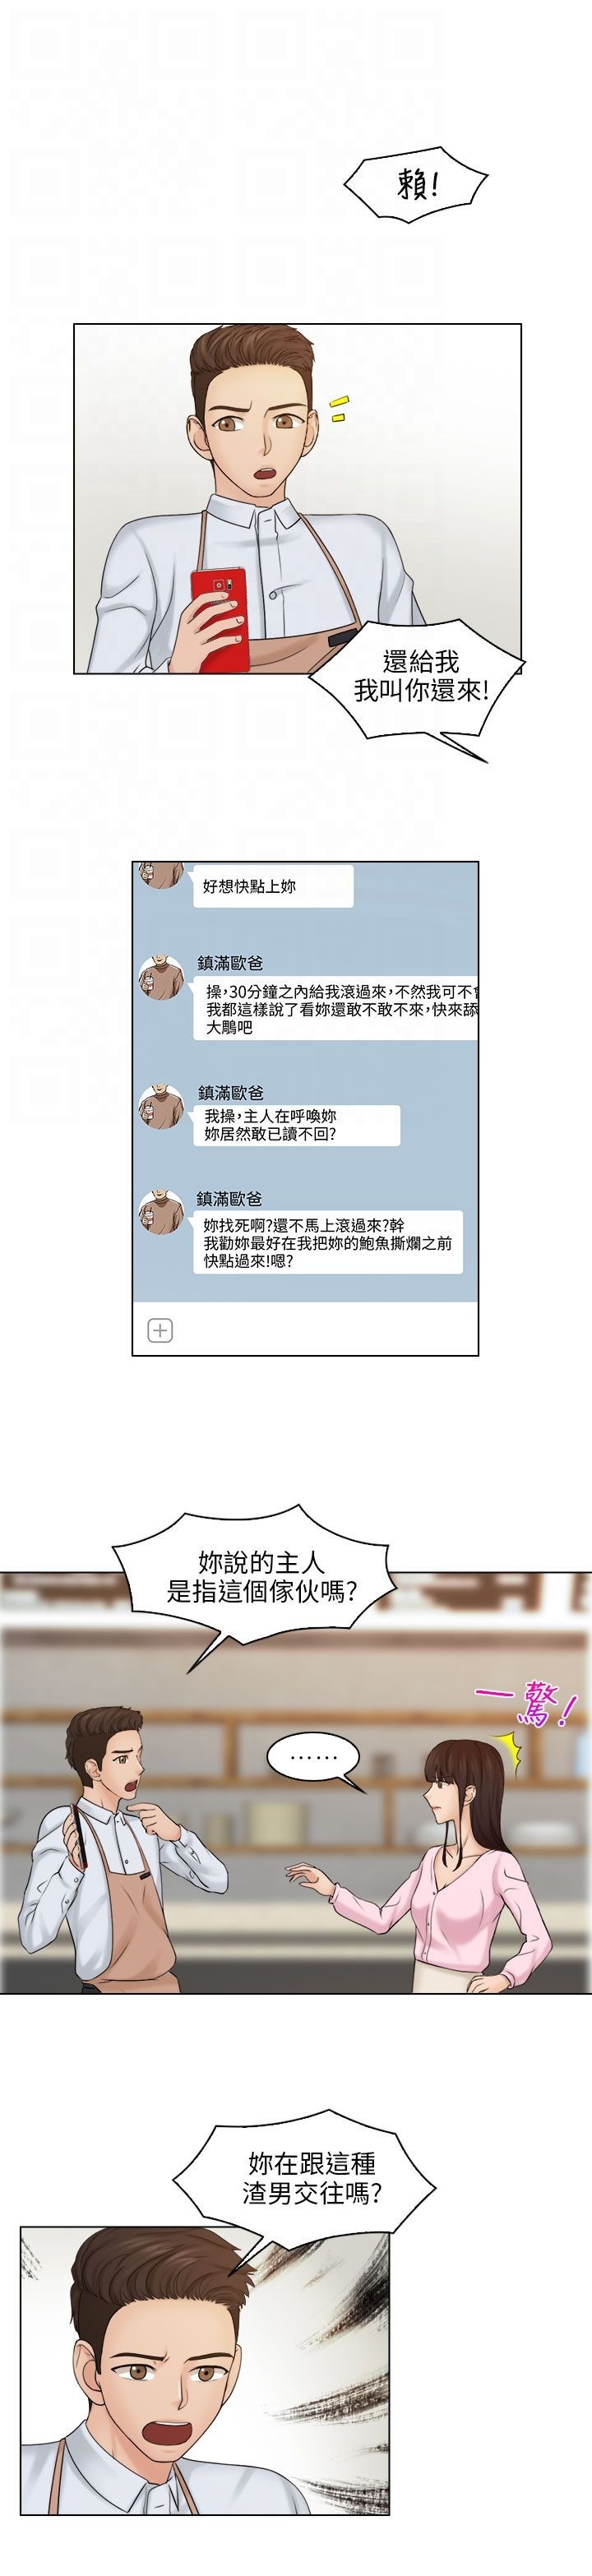 賴!
還給我
我叫你還來!
好想快點上妳
鎮滿歐爸
操,30分鐘之內給我滾過來,不然我可不會
我都這樣說了看妳還敢不敢不來,快來舔
大鵰吧
鎮滿歐爸
我操,主人在呼喚妳
妳居然敢已讀不回?
鎮滿歐爸
妳找死啊?還不馬上滾過來?幹
我勸妳最好在我把妳的鮑魚撕爛之前
快點過來!嗯?
妳說的主人
是指這個傢伙嗎?
一驚!
……
妳在跟這種
渣男交往嗎?